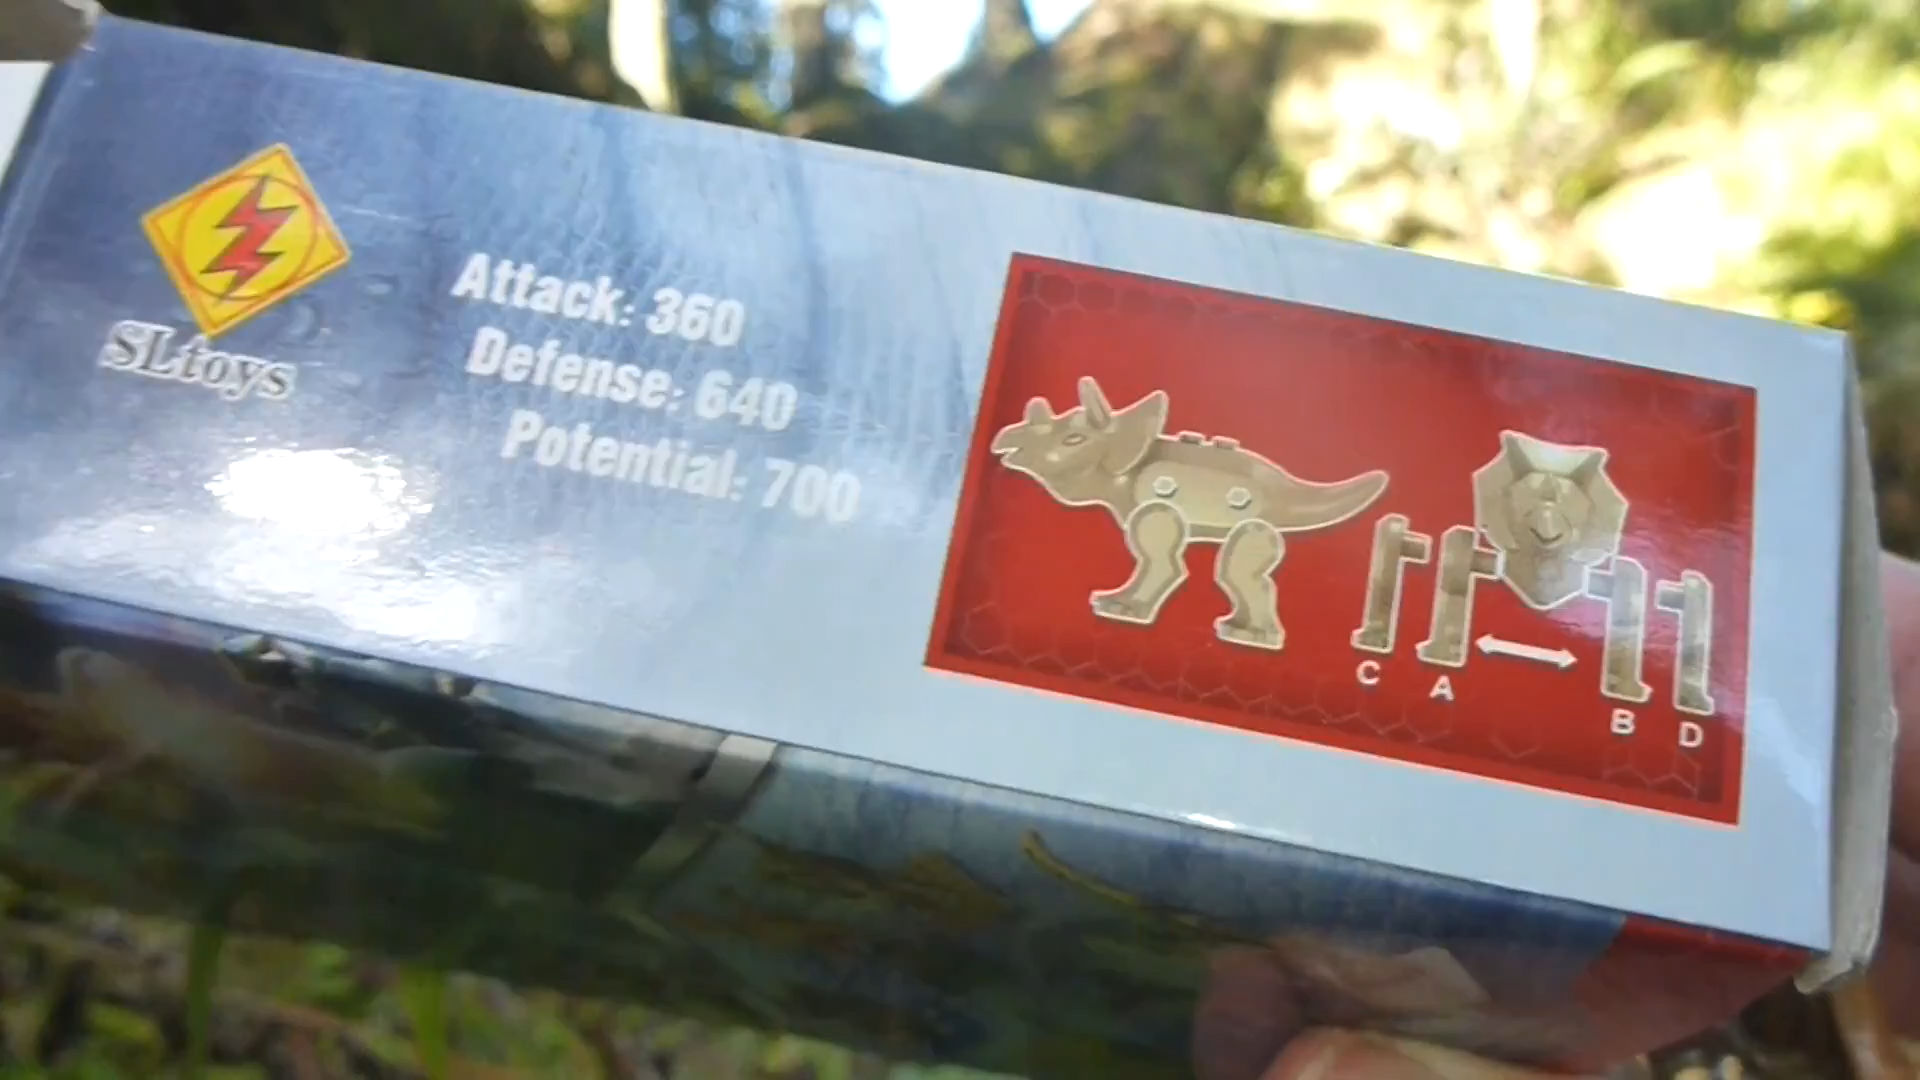 SLtoys
Attack: 360
Defense: 640
Potential: 700
C
A
B
D